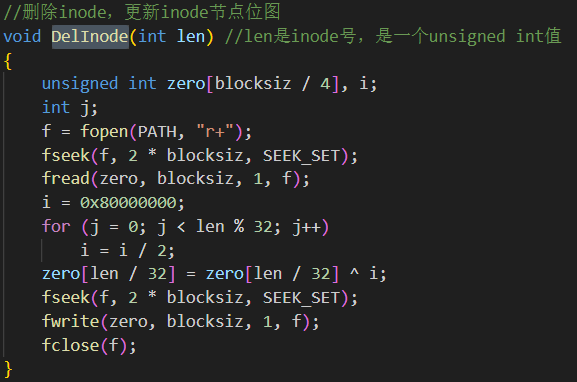 //删除inode，更新inode节点位图
void DelInode(int len) //len是inode号，是一个unsigned int值
{
    unsigned int zero[blocksiz / 4], i;
    int j;
    f = fopen(PATH, "r+");
    fseek(f, 2 * blocksiz, SEEK_SET);
    fread(zero, blocksiz, 1, f);
    i = 0x80000000;
    for (j = 0; j < len % 32; j++)
        i = i / 2;
    zero[len / 32] = zero[len / 32] ^ i;
    fseek(f, 2 * blocksiz, SEEK_SET);
    fwrite(zero, blocksiz, 1, f);
    fclose(f);
}